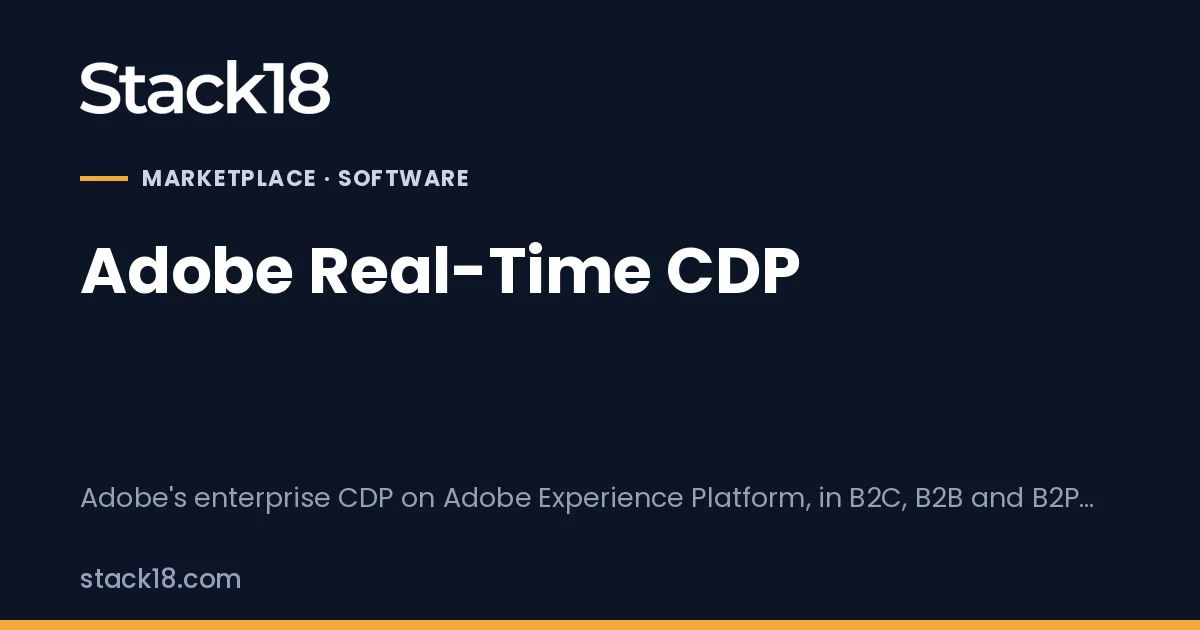 Stack18
MARKETPLACE · SOFTWARE
Adobe Real-Time CDP
Adobe's enterprise CDP on Adobe Experience Platform, in B2C, B2B and B2P...
stack18.com